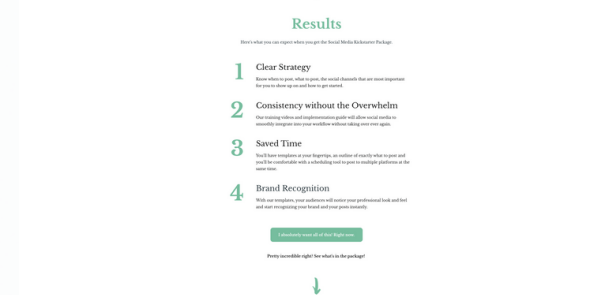 Results
Here's what you can expect when you get the Social Media Kickstarter Package.
1 Clear Strategy
Know when to post, what to post, the social channels that are most important
for you to show up on and how to get started.
2 Consistency without the Overwhelm
Our training videos and implementation guide will allow social media to
smoothly integrate into your workflow without taking over ever again.
3 Saved Time
You'll have templates at your fingertips, an outline of exactly what to post and
you'll be comfortable with a scheduling tool to post to multiple platforms at the
same time.
4 Brand Recognition
With our templates, your audiences will notice your professional look and feel
and start recognizing your brand and your posts instantly.
I absolutely want all of this! Right now.
Pretty incredible right? See what's in the package!